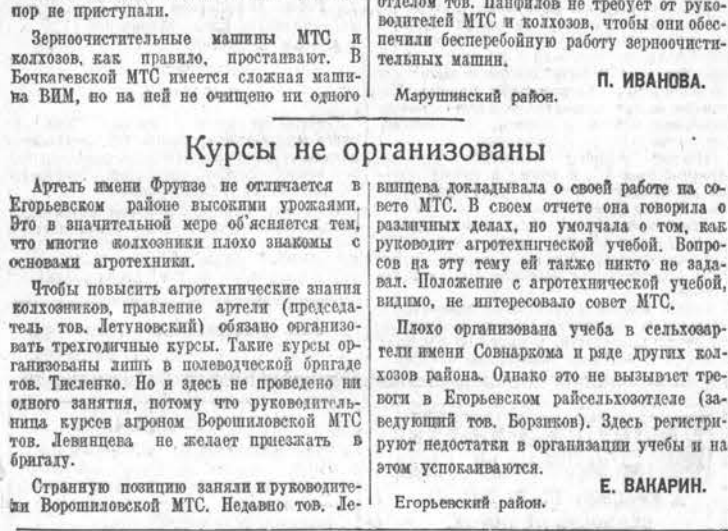 пор не приступали.
Зерноочистительные машины МТС и
колхозов, как правило, простаивают. В
Бочкаревской МТС имеется сложная маши-
на ВИМ, но на ней не очищено ни одного
отделом тов. Панфилов не требует от руко-
водителей МТС и колхозов, чтобы они обес-
печили бесперебойную работу зерноочисти-
тельных машин.
П. ИВАНОВА.
Марушинский район.
Курсы не организованы
Артель имени Фрунзе не отличается в
Егорьевском районе высокими урожаями.
Это в значительной мере об'ясняется тем,
что многие колхозники плохо знакомы с
основами агротехники.
Чтобы повысить агротехнические знания
колхозников, правление артели (председа-
тель тов. Летуновский) обязано организо-
вать трехгодичные курсы. Такие курсы ор-
ганизованы лишь в полеводческой бригаде
тов. Тисленко. Но и здесь не проведено ни
одного занятия, потому что руководитель-
ница курсов агроном Ворошиловской МТС
тов. Левинцева не желает приезжать в
бригаду.
Странную позицию заняли и руководите-
ли Ворошиловской МТС. Недавно тов. Ле-
винцева докладывала о своей работе на со-
вете МТС. В своем отчете она говорила о
различных делах, но умолчала о том, как
руководит агротехнической учебой. Вопро-
сов на эту тему ей также никто не зада-
вал. Положение с агротехнической учебой,
видимо, не интересовало совет МТС.
Плохо организована учеба в сельхозар-
тели имени Совнаркома и ряде других кол-
хозов района. Однако это не вызывает тре-
воги в Егорьевском райсельхозотделе (за-
ведующий тов. Борзиков). Здесь регистри-
руют недостатки в организации учебы и на
этом успокаиваются.
Е. ВАКАРИН.
Егорьевский район.